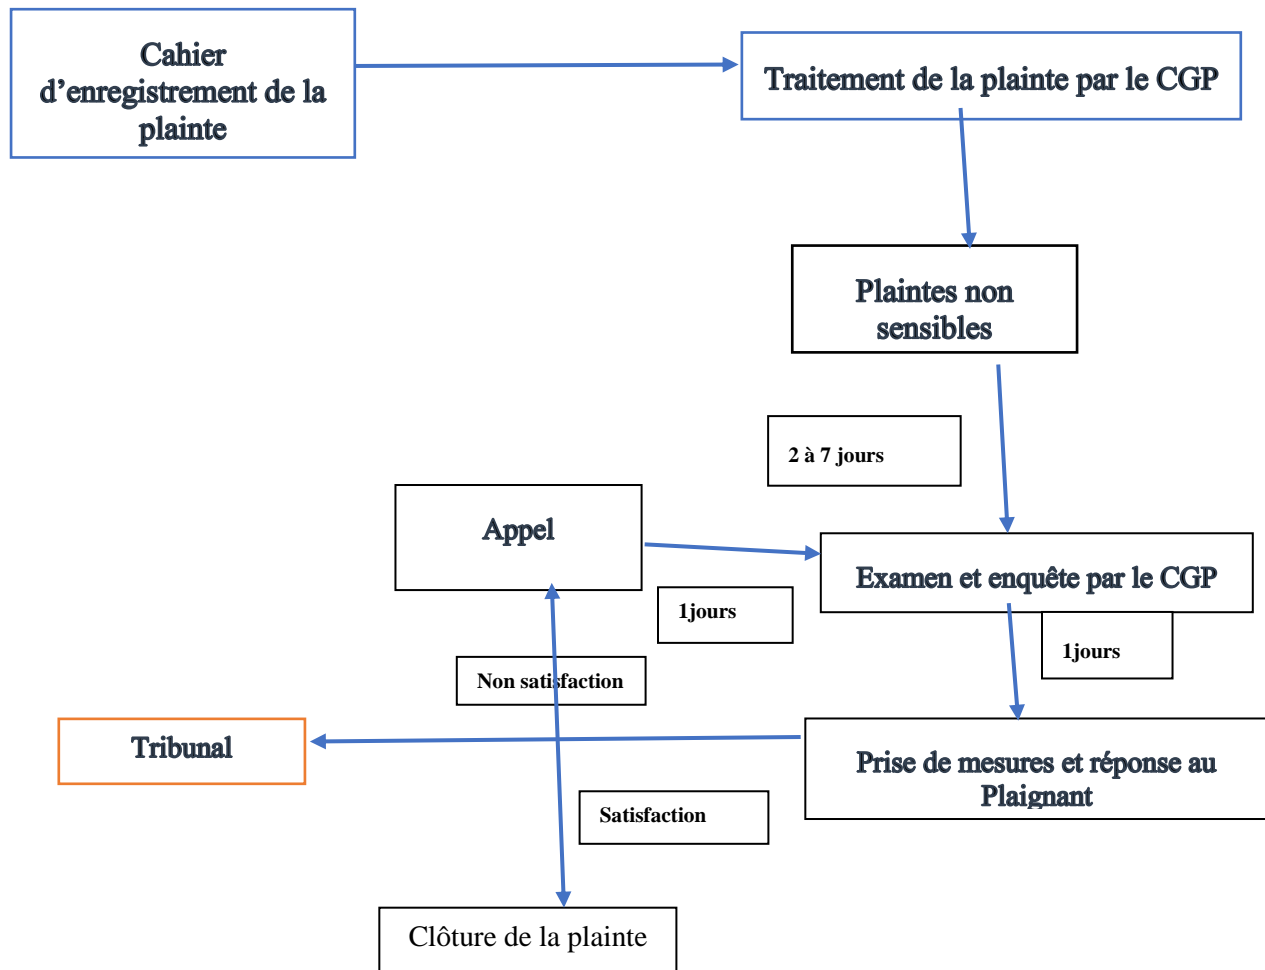 Cahier
d’enregistrement de la
plainte
Traitement de la plainte par le CGP
Plaintes non
sensibles
2 à 7 jours
Appel
Examen et enquête par le CGP
1jours
1jours
Non satisfaction
Tribunal
Prise de mesures et réponse au
Plaignant
Satisfaction
Clôture de la plainte